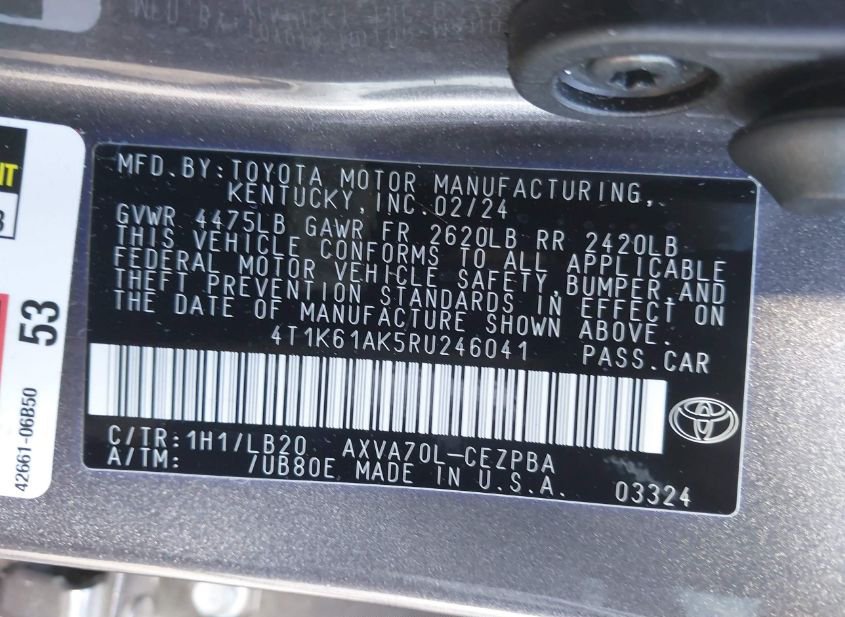 MFD.BY:TOYOTA MOTOR MANUFACTURING,
KENTUCKY,INC.02/24
GVWR 4475LB GAWR FR 2620LB RR 2420LB
THIS VEHICLE CONFORMS TO ALL APPLICABLE
FEDERAL MOTOR VEHICLE SAFETY,BUMPER,AND
THEFT PREVENTION STANDARDS IN EFFECT ON
THE DATE OF MANUFACTURE SHOWN ABOVE.
4T1K61AK5RU246041 PASS.CAR
C/TR:1H1/LB20 AXVA70L-CEZPBA
A/TM: /UB80E MADE IN U.S.A. 03324
53
42661-06B50